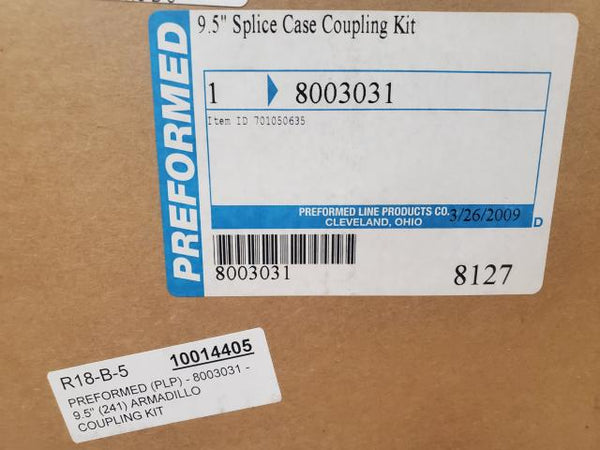 9.5" Splice Case Coupling Kit
PREFORMED
1 8003031
Item ID 701050635
PREFORMED LINE PRODUCTS CO. 3/26/2009
CLEVELAND, OHIO
D
8003031
8127
R18-B-5 10014405
PREFORMED (PLP) - 8003031 -
9.5" (241) ARMADILLO
COUPLING KIT